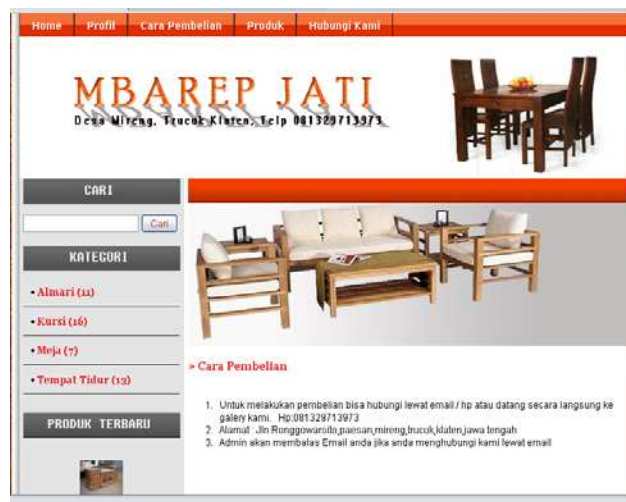 Home Profil Cara Pembelian Produk Hubungi Kami
MBAREP JATI
Desa Mireng, Trucuk Klaten, Telp 081329713973
CARI
Cari
KATEGORI
• Almari (11)
• Kursi (16)
• Meja (7)
• Tempat Tidur (13)
PRODUK TERBARU
» Cara Pembelian
1. Untuk melakukan pembelian bisa hubungi lewat email / hp atau datang secara langsung ke
galery kami. Hp:081329713973
2. Alamat : Jln Ronggowarsito,paesan,mireng,trucuk,klaten,jawa tengah
3. Admin akan membalas Email anda jika anda menghubungi kami lewat email